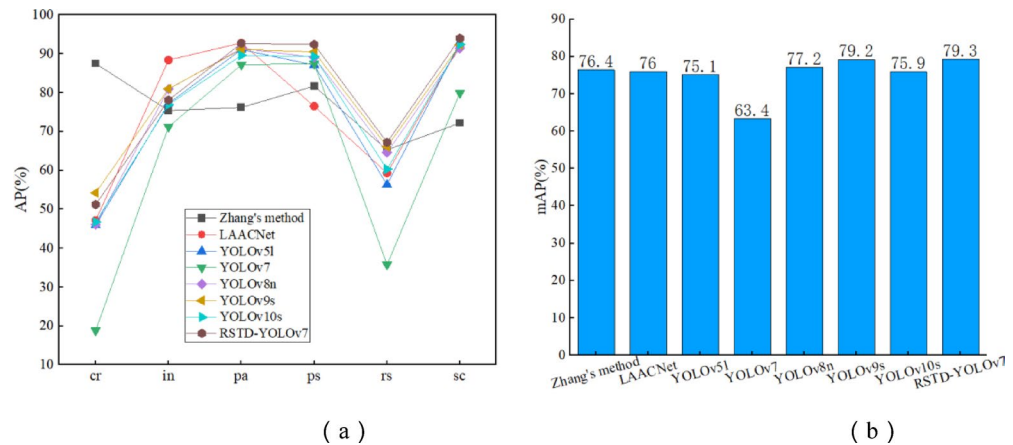 100
90
80
70
60
50
40
30
20
10
AP(%)
Zhang's method
LAACNet
YOLOv5l
YOLOv7
YOLOv8n
YOLOv9s
YOLOv10s
RSTD-YOLOv7
cr in pa ps rs sc
(a)
90
80
70
60
50
40
30
20
10
0
mAP(%)
76.4 76 75.1 63.4 77.2 79.2 75.9 79.3
Zhang's method LAACNet YOLOv5l YOLOv7 YOLOv8n YOLOv9s YOLOv10s RSTD-YOLOv7
(b)